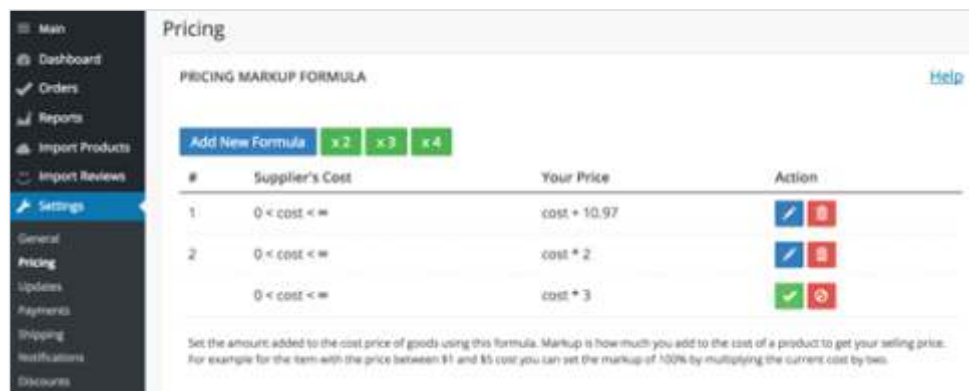 Main
Dashboard
Orders
Reports
Import Products
Import Reviews
Settings
General
Pricing
Updates
Payments
Shipping
Notifications
Discounts
Pricing
PRICING MARKUP FORMULA
Help
Add New Formula x 2 x 3 x 4
# Supplier's Cost Your Price Action
1 0 < cost < ∞ cost + 10.97
2 0 < cost < ∞ cost * 2
0 < cost < ∞ cost * 3
Set the amount added to the cost price of goods using this formula. Markup is how much you add to the cost of a product to get your selling price.
For example for the item with the price between $1 and $5 cost you can set the markup of 100% by multiplying the current cost by two.